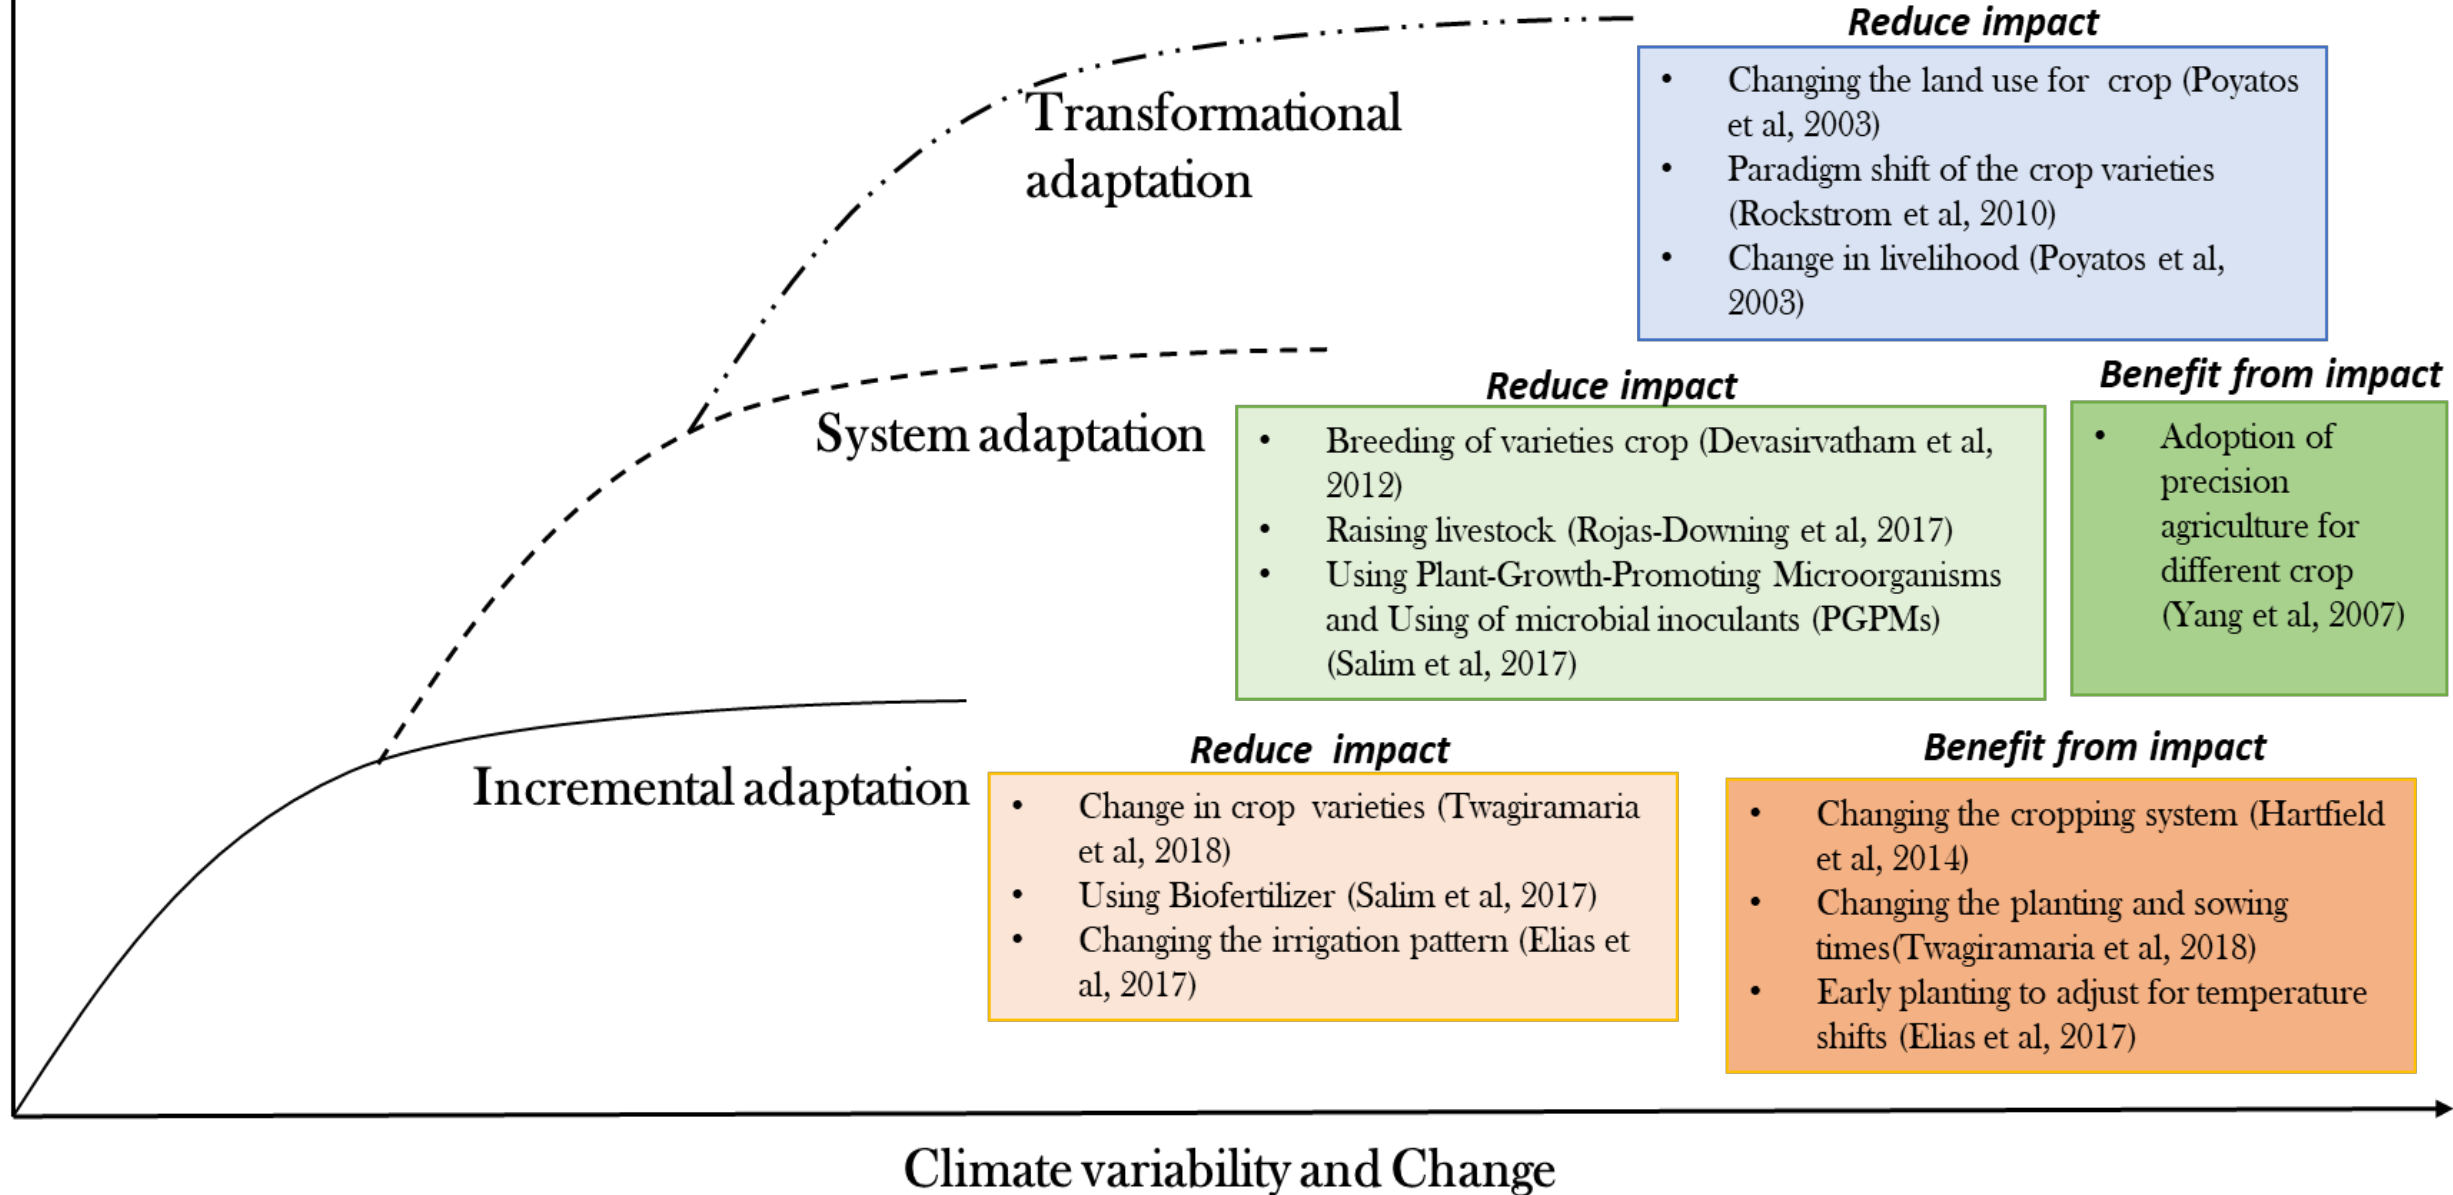 Reduce impact
• Changing the land use for crop (Poyatos
et al, 2003)
• Paradigm shift of the crop varieties
(Rockstrom et al, 2010)
• Change in livelihood (Poyatos et al,
2003)
Transformational
adaptation
Reduce impact
• Breeding of varieties crop (Devasirvatham et al,
2012)
• Raising livestock (Rojas-Downing et al, 2017)
• Using Plant-Growth-Promoting Microorganisms
and Using of microbial inoculants (PGPMs)
(Salim et al, 2017)
Benefit from impact
• Adoption of
precision
agriculture for
different crop
(Yang et al, 2007)
System adaptation
Reduce impact
• Change in crop varieties (Twagiramaria
et al, 2018)
• Using Biofertilizer (Salim et al, 2017)
• Changing the irrigation pattern (Elias et
al, 2017)
Benefit from impact
• Changing the cropping system (Hartfield
et al, 2014)
• Changing the planting and sowing
times(Twagiramaria et al, 2018)
• Early planting to adjust for temperature
shifts (Elias et al, 2017)
Incremental adaptation
Climate variability and Change